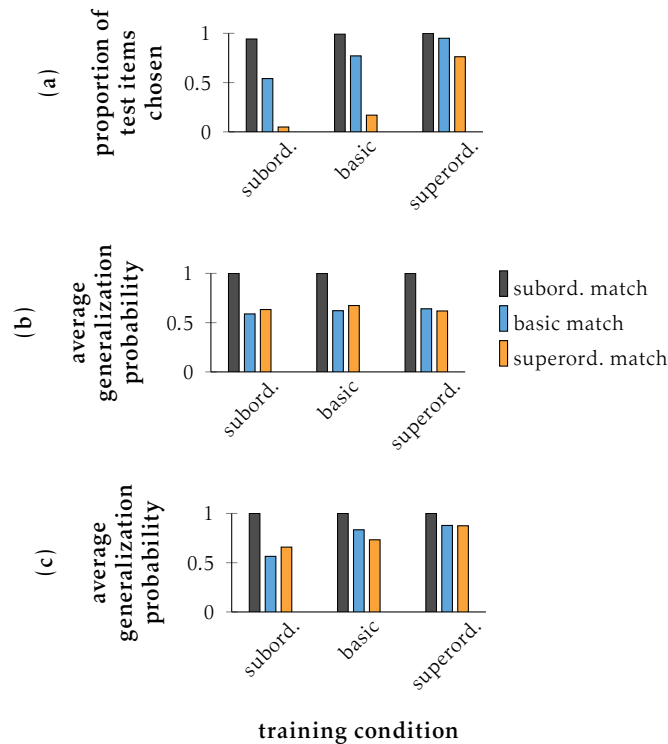 (a)
proportion of
test items
chosen
1
0.5
0
subord.
basic
superord.
(b)
average
generalization
probability
1
0.5
0
subord.
basic
superord.
subord. match
basic match
superord. match
(c)
average
generalization
probability
1
0.5
0
subord.
basic
superord.
training condition